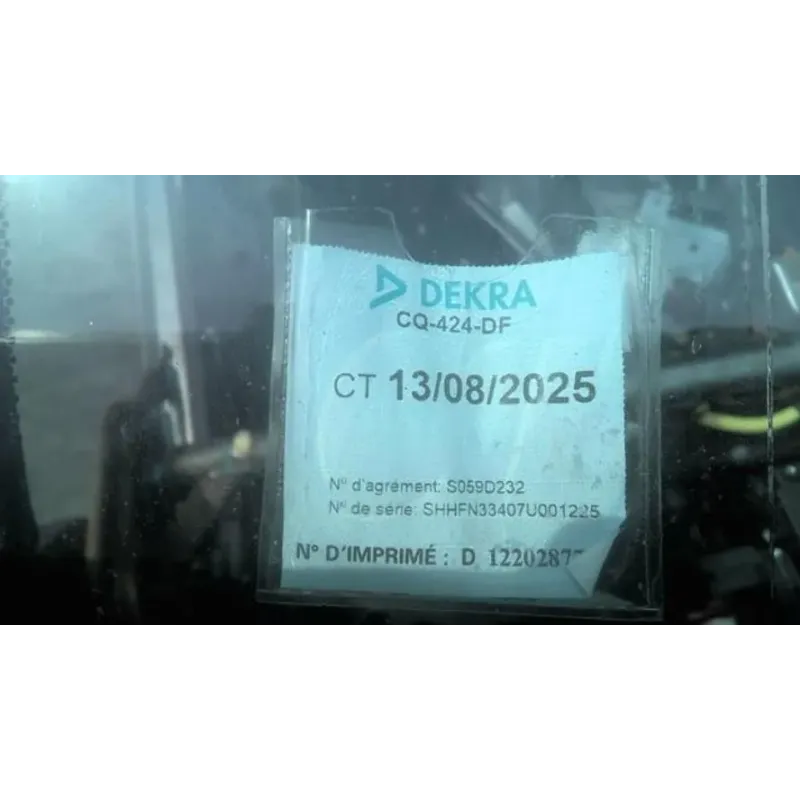 DEKRA
CQ-424-DF
CT 13/08/2025
N° d'agrément: S059D232
N° de série: SHHFN33407U001225
N° D'IMPRIMÉ : D